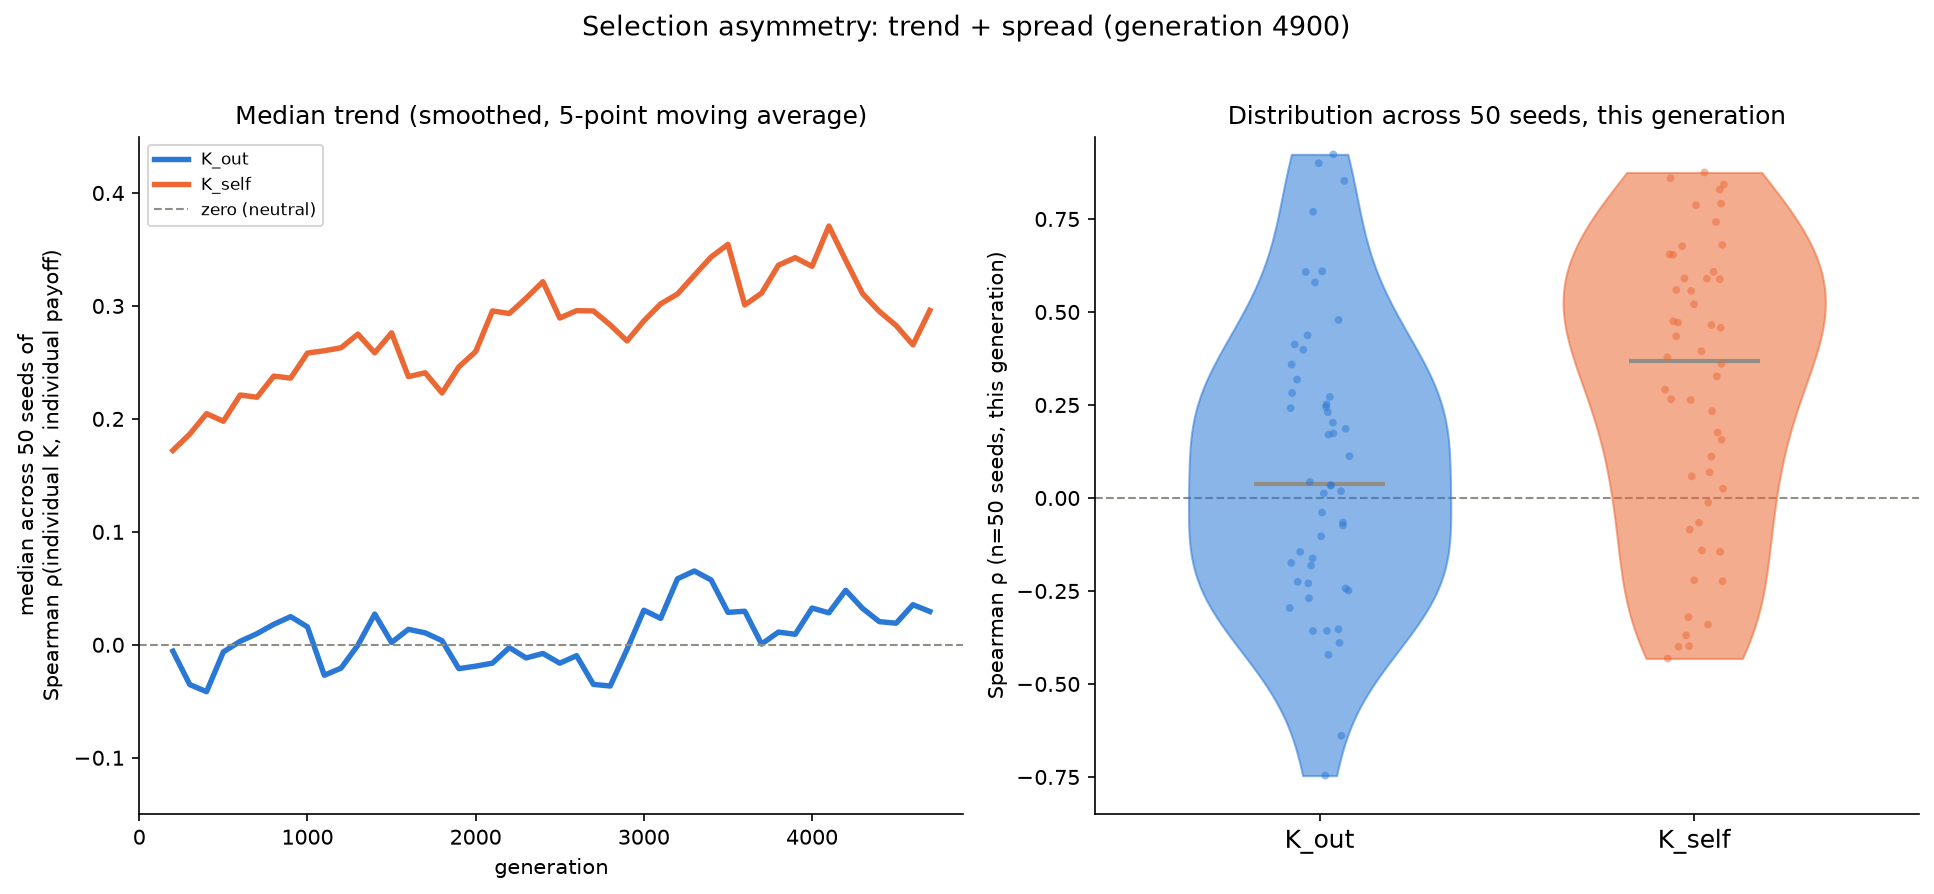 Selection asymmetry: trend + spread (generation 4900)
Median trend (smoothed, 5-point moving average)
K_out
K_self
zero (neutral)
median across 50 seeds of
Spearman ρ(individual K, individual payoff)
0.4
0.3
0.2
0.1
0.0
−0.1
0
1000
2000
3000
4000
generation
Distribution across 50 seeds, this generation
Spearman ρ (n=50 seeds, this generation)
0.75
0.50
0.25
0.00
−0.25
−0.50
−0.75
K_out
K_self